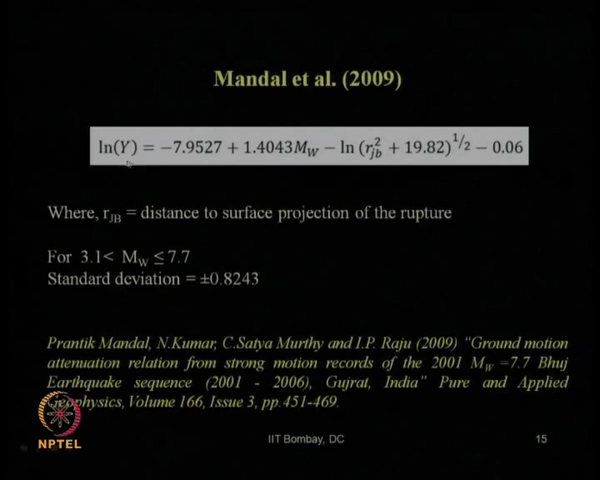 Mandal et al. (2009)
ln(Y) = −7.9527 + 1.4043M_W − ln (r_jb^2 + 19.82)^1/2 − 0.06
Where, r_JB = distance to surface projection of the rupture
For 3.1< M_W ≤7.7
Standard deviation = ±0.8243
Prantik Mandal, N.Kumar, C.Satya Murthy and I.P. Raju (2009) “Ground motion
attenuation relation from strong motion records of the 2001 M_W =7.7 Bhuj
Earthquake sequence (2001 - 2006), Gujrat, India” Pure and Applied
Geophysics, Volume 166, Issue 3, pp.451-469.
NPTEL
IIT Bombay, DC
15